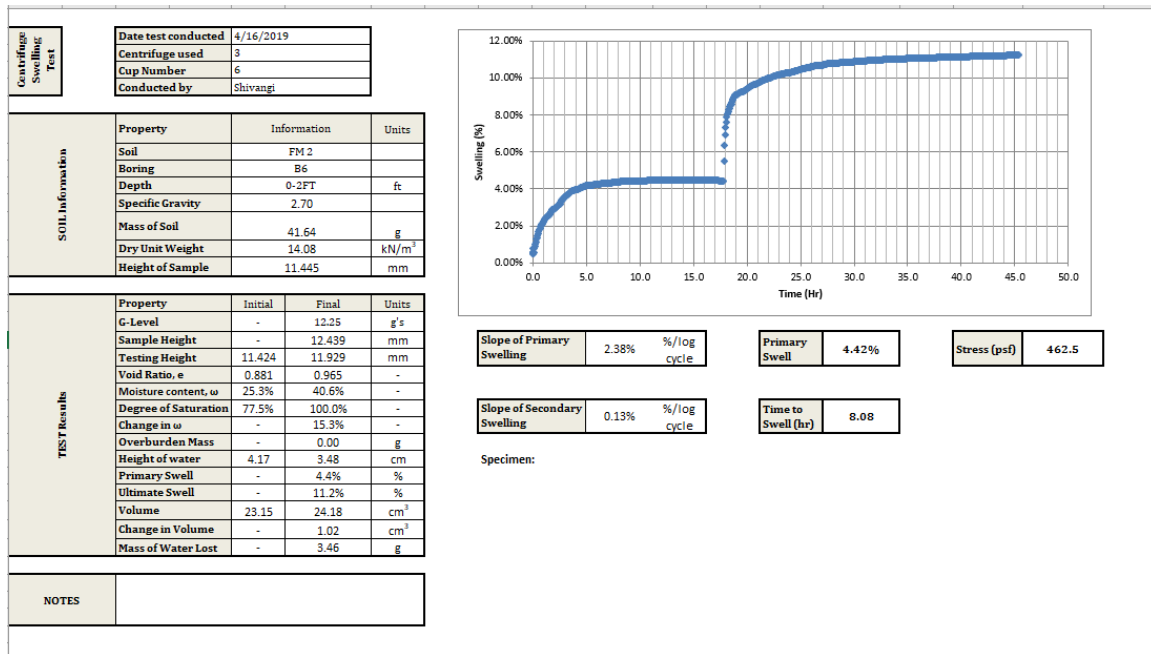 Centrifuge
Swelling
Test
Date test conducted 4/16/2019
Centrifuge used 3
Cup Number 6
Conducted by Shivangi
SOIL Information
Property Information Units
Soil FM 2
Boring B6
Depth 0-2FT ft
Specific Gravity 2.70
Mass of Soil 41.64 g
Dry Unit Weight 14.08 kN/m³
Height of Sample 11.445 mm
TEST Results
Property Initial Final Units
G-Level - 12.25 g's
Sample Height - 12.439 mm
Testing Height 11.424 11.929 mm
Void Ratio, e 0.881 0.965 -
Moisture content, ω 25.3% 40.6% -
Degree of Saturation 77.5% 100.0% -
Change in ω - 15.3% -
Overburden Mass - 0.00 g
Height of water 4.17 3.48 cm
Primary Swell - 4.4% %
Ultimate Swell - 11.2% %
Volume 23.15 24.18 cm³
Change in Volume - 1.02 cm³
Mass of Water Lost - 3.46 g
NOTES
Swelling (%)
12.00%
10.00%
8.00%
6.00%
4.00%
2.00%
0.00%
0.0 5.0 10.0 15.0 20.0 25.0 30.0 35.0 40.0 45.0 50.0
Time (Hr)
Slope of Primary
Swelling
2.38%
%/log
cycle
Primary
Swell
4.42%
Stress (psf) 462.5
Slope of Secondary
Swelling
0.13%
%/log
cycle
Time to
Swell (hr)
8.08
Specimen: